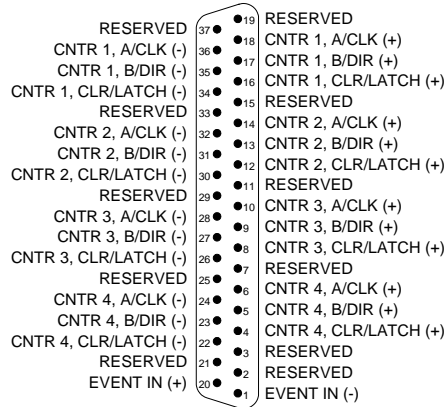 RESERVED 37 19 RESERVED
CNTR 1, A/CLK (-) 36 18 CNTR 1, A/CLK (+)
CNTR 1, B/DIR (-) 35 17 CNTR 1, B/DIR (+)
CNTR 1, CLR/LATCH (-) 34 16 CNTR 1, CLR/LATCH (+)
RESERVED 33 15 RESERVED
CNTR 2, A/CLK (-) 32 14 CNTR 2, A/CLK (+)
CNTR 2, B/DIR (-) 31 13 CNTR 2, B/DIR (+)
CNTR 2, CLR/LATCH (-) 30 12 CNTR 2, CLR/LATCH (+)
RESERVED 29 11 RESERVED
CNTR 3, A/CLK (-) 28 10 CNTR 3, A/CLK (+)
CNTR 3, B/DIR (-) 27 9 CNTR 3, B/DIR (+)
CNTR 3, CLR/LATCH (-) 26 8 CNTR 3, CLR/LATCH (+)
RESERVED 25 7 RESERVED
CNTR 4, A/CLK (-) 24 6 CNTR 4, A/CLK (+)
CNTR 4, B/DIR (-) 23 5 CNTR 4, B/DIR (+)
CNTR 4, CLR/LATCH (-) 22 4 CNTR 4, CLR/LATCH (+)
RESERVED 21 3 RESERVED
EVENT IN (+) 20 2 RESERVED
1 EVENT IN (-)